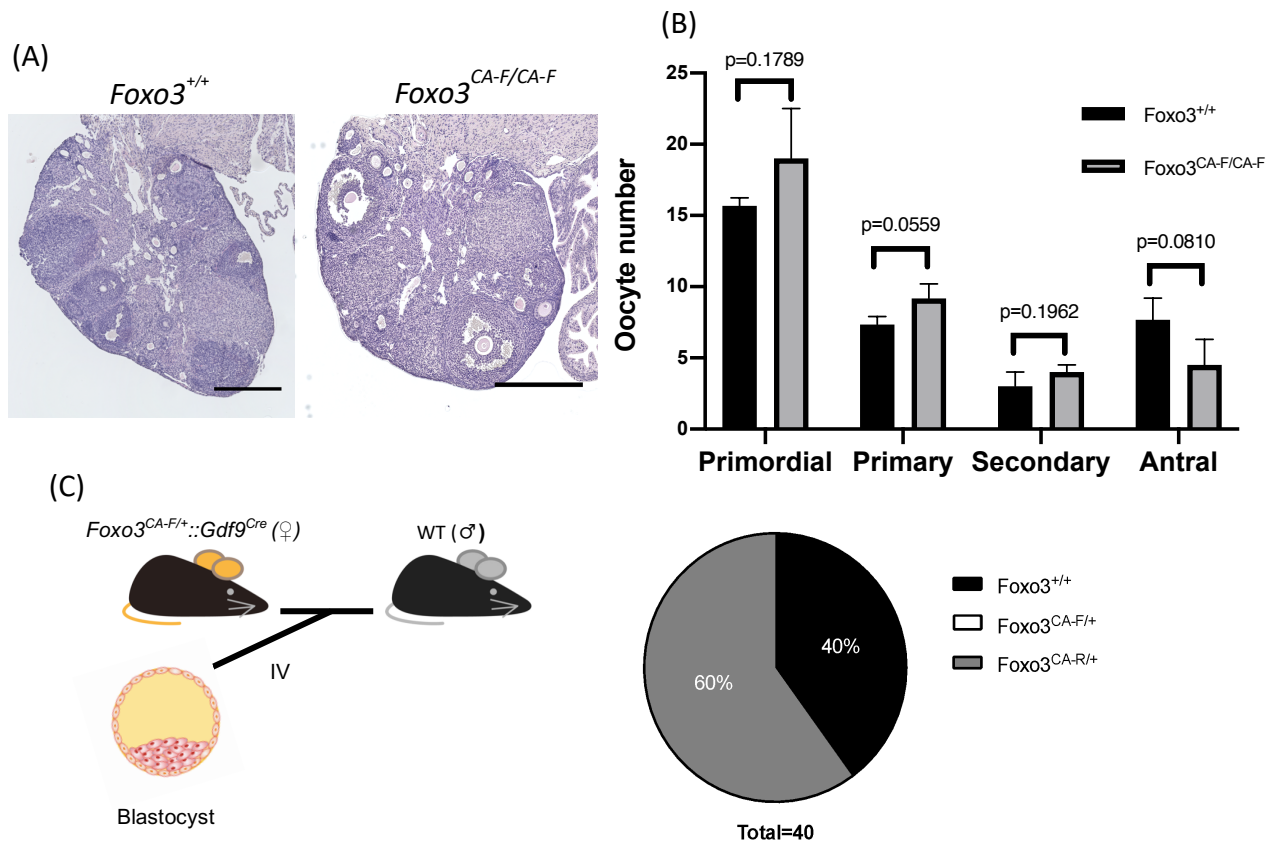 (A)
Foxo3+/+
Foxo3CA-F/CA-F
(B)
Oocyte number
25
20
15
10
5
0
p=0.1789
p=0.0559
p=0.1962
p=0.0810
Foxo3+/+
Foxo3CA-F/CA-F
Primordial Primary Secondary Antral
(C)
Foxo3CA-F/+::Gdf9Cre (♀)
WT (♂)
IV
Blastocyst
40%
60%
Total=40
Foxo3+/+
Foxo3CA-F/+
Foxo3CA-R/+